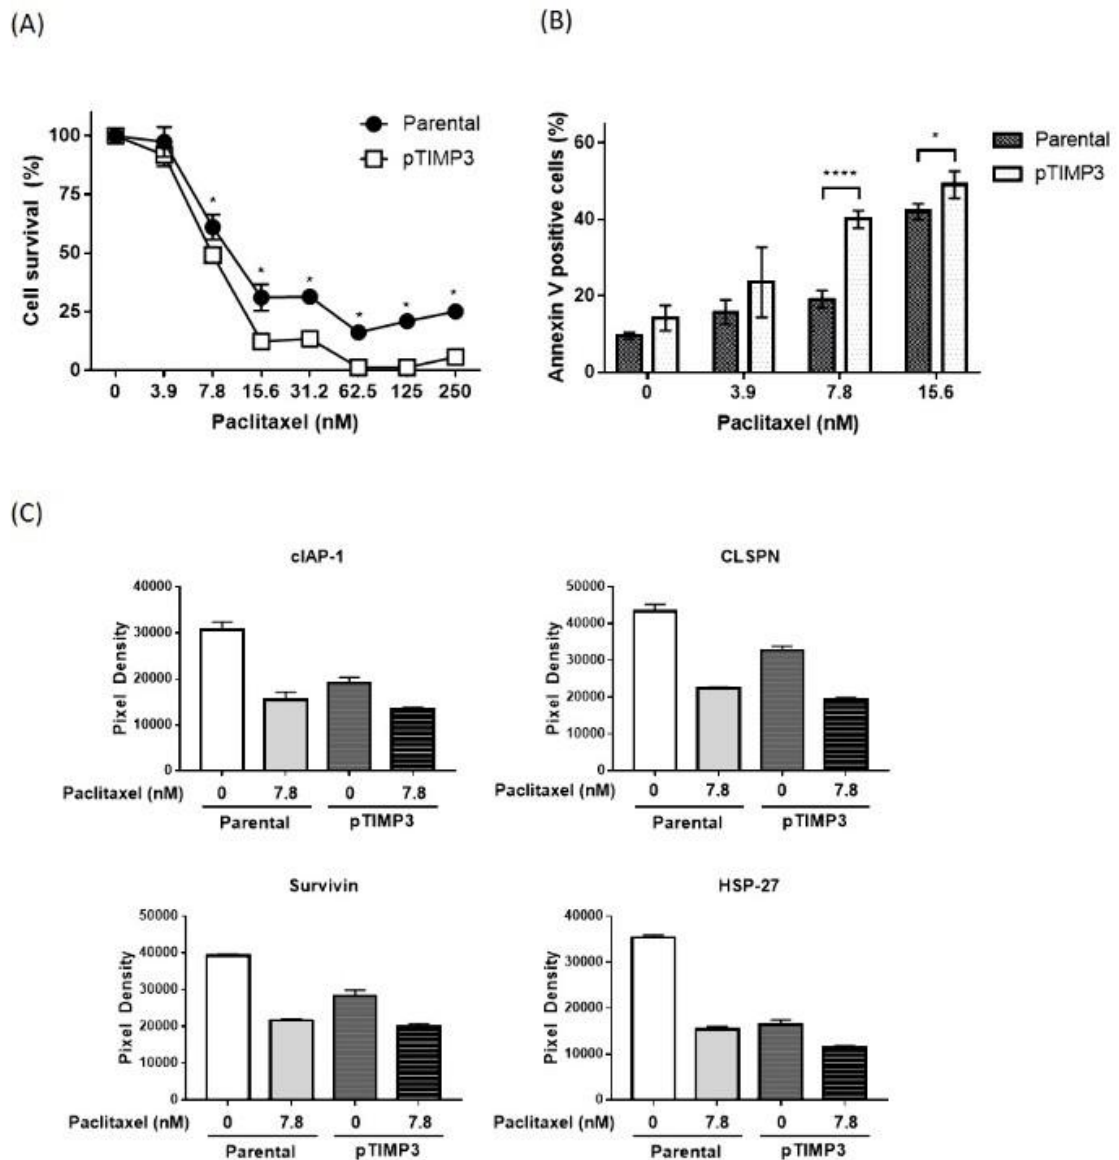 (A)
(B)
Cell survival (%)
100
75
50
25
0
Parental
pTIMP3
*
*
*
*
*
*
0 3.9 7.8 15.6 31.2 62.5 125 250
Paclitaxel (nM)
Annexin V positive cells (%)
60
40
20
0
****
*
Parental
pTIMP3
0 3.9 7.8 15.6
Paclitaxel (nM)
(C)
cIAP-1
Pixel Density
40000
30000
20000
10000
0
Paclitaxel (nM) 0 7.8 0 7.8
Parental pTIMP3
CLSPN
Pixel Density
50000
40000
30000
20000
10000
0
Paclitaxel (nM) 0 7.8 0 7.8
Parental pTIMP3
Survivin
Pixel Density
50000
40000
30000
20000
10000
0
Paclitaxel (nM) 0 7.8 0 7.8
Parental pTIMP3
HSP-27
Pixel Density
40000
30000
20000
10000
0
Paclitaxel (nM) 0 7.8 0 7.8
Parental pTIMP3